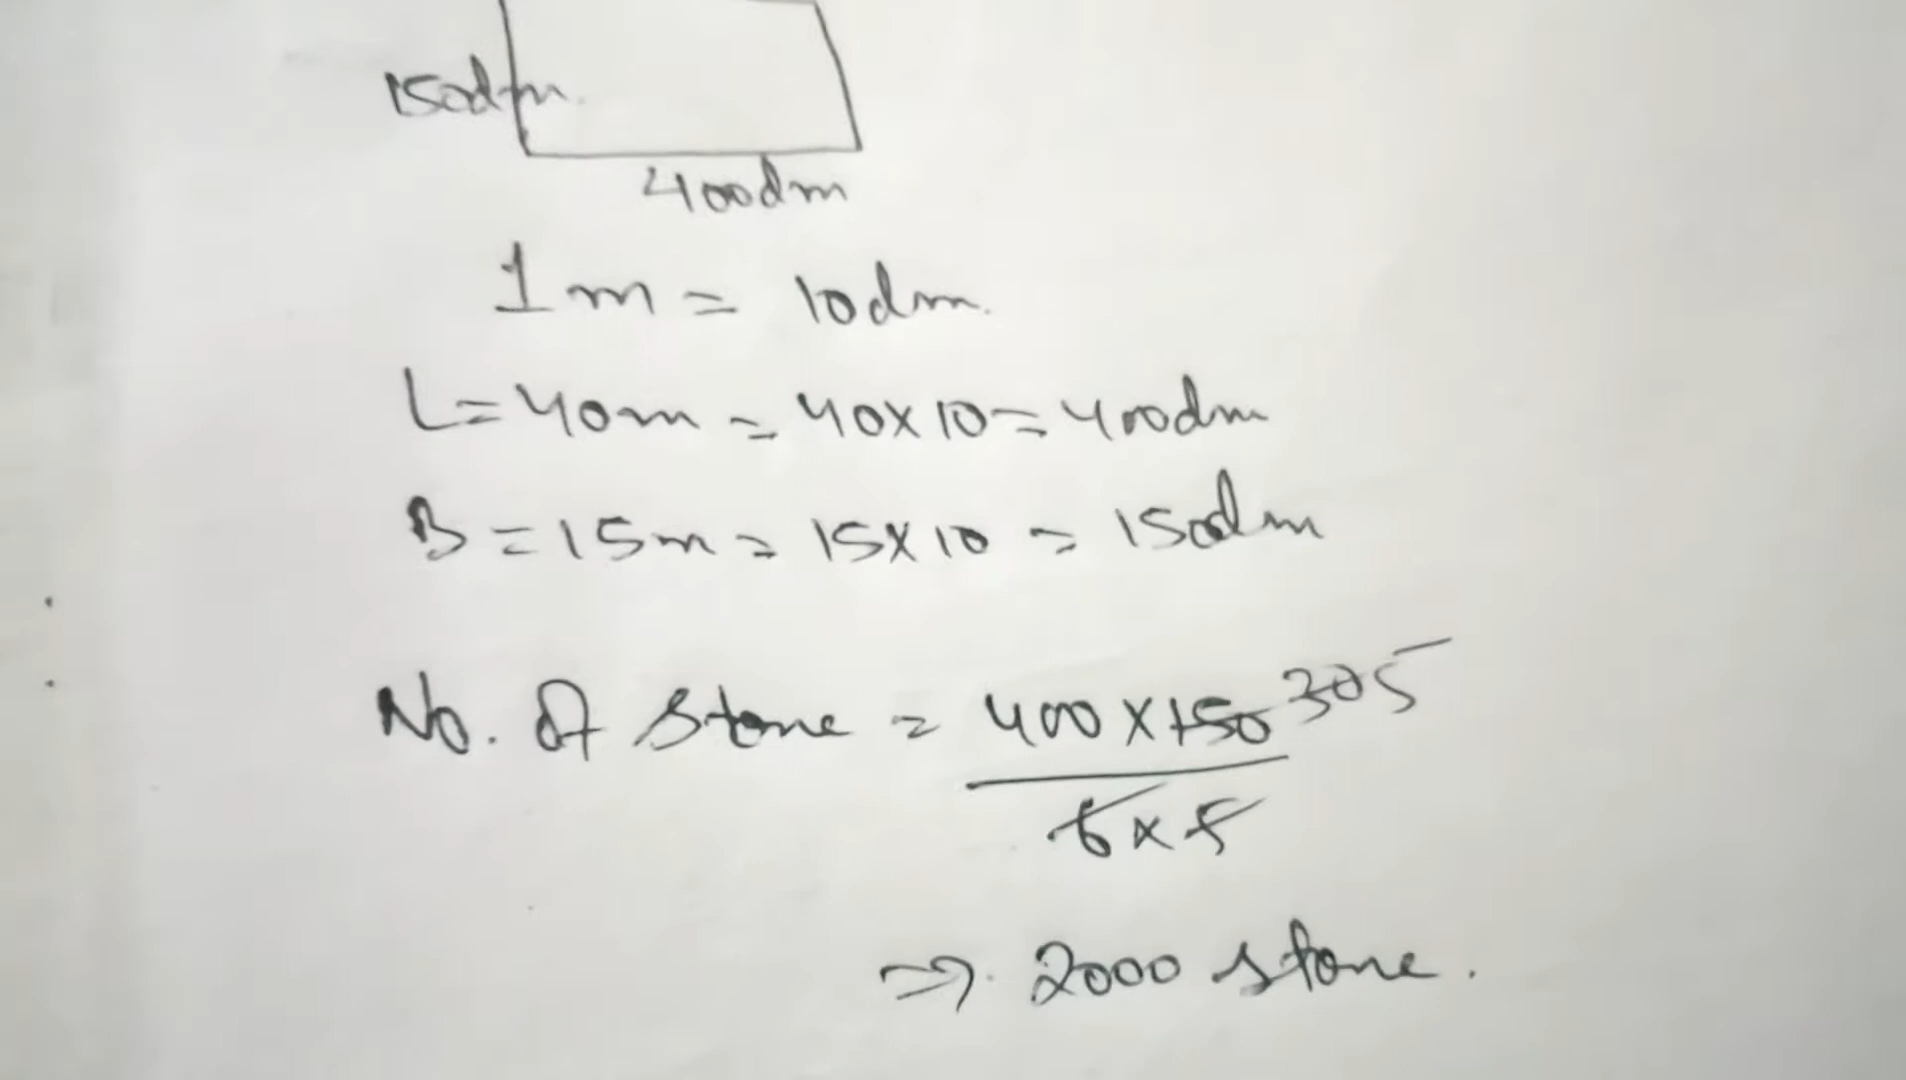 150dm.
400dm
1m = 10dm.
L = 40m = 40×10 = 400dm
B = 15m = 15×10 = 150dm
No. of stone = 400×150 30 5
6×5
⇒ 2000 stone.